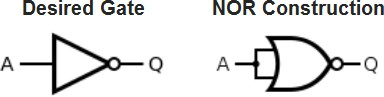 Desired Gate NOR Construction
A Q A Q